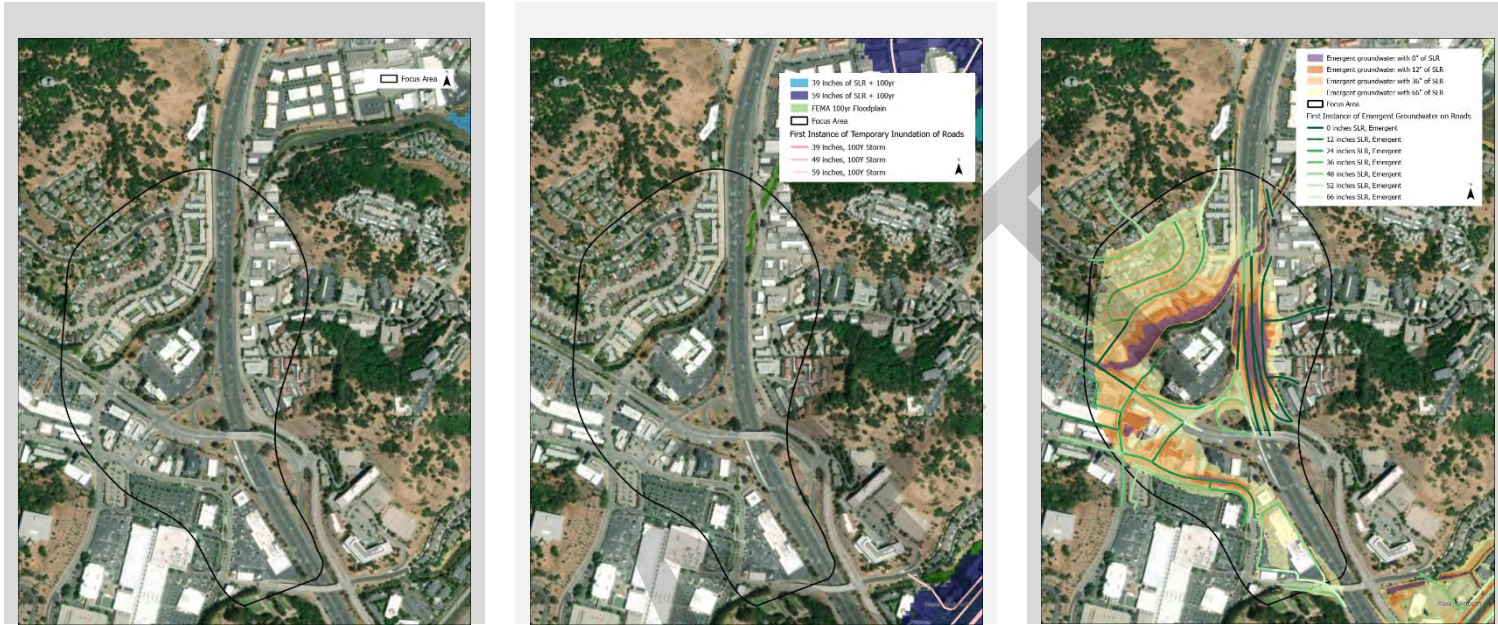 Focus Area
39 inches of SLR + 100yr
59 inches of SLR + 100yr
FEMA 100yr Floodplain
Focus Area
First Instance of Temporary Inundation of Roads
39 inches, 100Y Storm
49 inches, 100Y Storm
59 inches, 100Y Storm
Emergent groundwater with 0" of SLR
Emergent groundwater with 12" of SLR
Emergent groundwater with 36" of SLR
Emergent groundwater with 66" of SLR
Focus Area
First Instance of Emergent Groundwater on Roads
0 inches SLR, Emergent
12 inches SLR, Emergent
24 inches SLR, Emergent
36 inches SLR, Emergent
48 inches SLR, Emergent
52 inches SLR, Emergent
66 inches SLR, Emergent